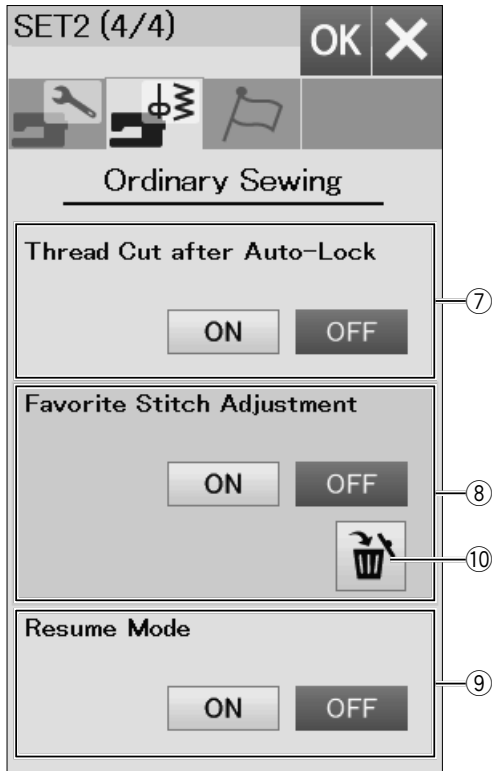 SET2 (4/4)
OK
Ordinary Sewing
Thread Cut after Auto-Lock
ON OFF
⑦
Favorite Stitch Adjustment
ON OFF
⑧
⑩
Resume Mode
ON OFF
⑨